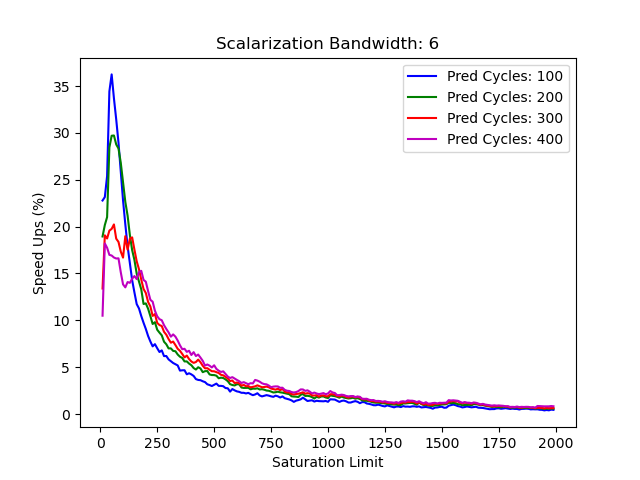 Scalarization Bandwidth: 6
Pred Cycles: 100
Pred Cycles: 200
Pred Cycles: 300
Pred Cycles: 400
Speed Ups (%)
35
30
25
20
15
10
5
0
0 250 500 750 1000 1250 1500 1750 2000
Saturation Limit